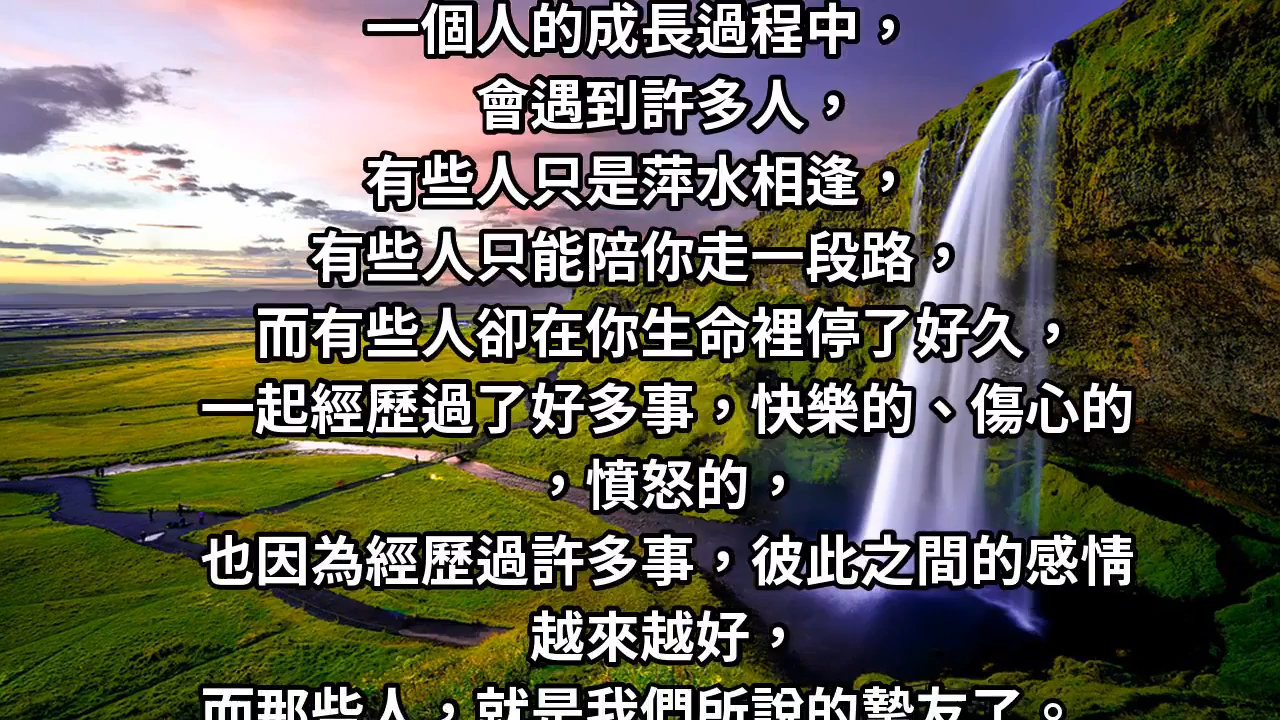 一個人的成長過程中，
會遇到許多人，
有些人只是萍水相逢，
有些人只能陪你走一段路，
而有些人卻在你生命裡停了好久，
一起經歷過了好多事，快樂的、傷心的
，憤怒的，
也因為經歷過許多事，彼此之間的感情
越來越好，
而那些人，就是我們所說的摯友了。